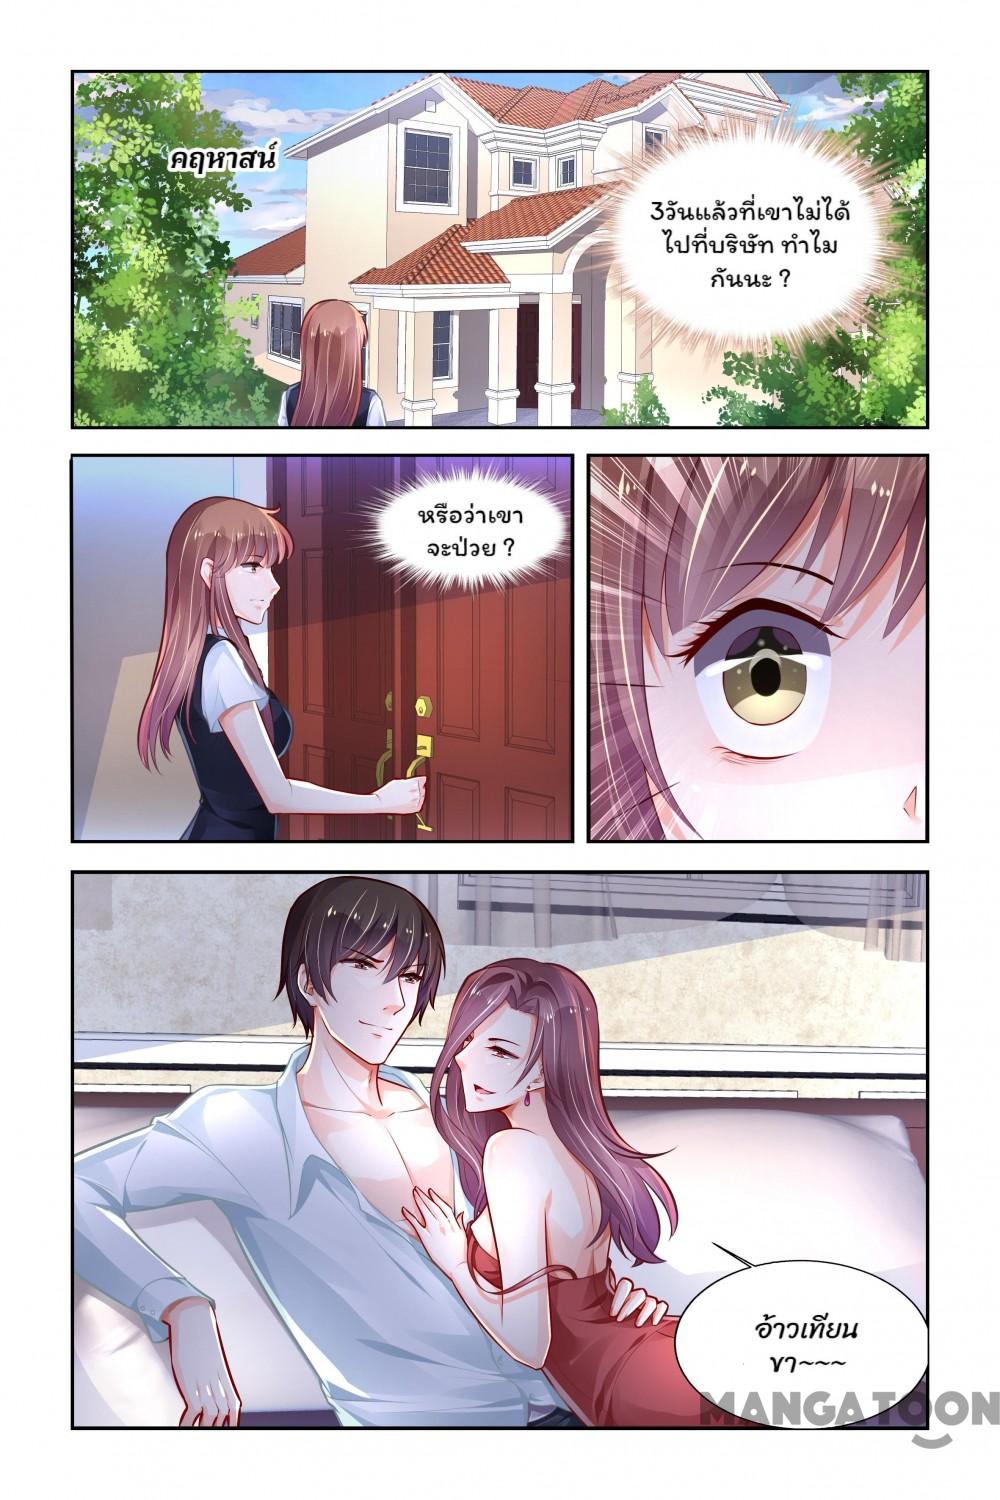 คฤหาสน์
3วันแล้วที่เขาไม่ได้
ไปที่บริษัท ทำไม
กันนะ ?
หรือว่าเขา
จะป่วย ?
อ้าวเทียน
ขา~~~
MANGATOON